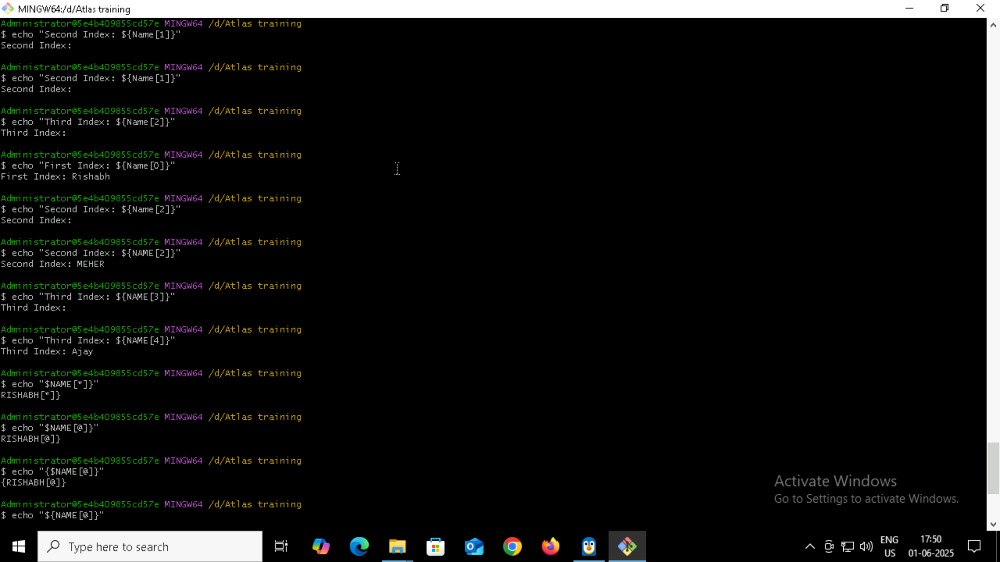 MINGW64:/d/Atlas training
Administrator@5e4b409855cd57e MINGW64 /d/Atlas training
$ echo "Second Index: ${Name[1]}"
Second Index:
Administrator@5e4b409855cd57e MINGW64 /d/Atlas training
$ echo "Second Index: ${Name[1]}"
Second Index:
Administrator@5e4b409855cd57e MINGW64 /d/Atlas training
$ echo "Third Index: ${Name[2]}"
Third Index:
Administrator@5e4b409855cd57e MINGW64 /d/Atlas training
$ echo "First Index: ${Name[0]}"
First Index: Rishabh
Administrator@5e4b409855cd57e MINGW64 /d/Atlas training
$ echo "Second Index: ${Name[2]}"
Second Index:
Administrator@5e4b409855cd57e MINGW64 /d/Atlas training
$ echo "Second Index: ${NAME[2]}"
Second Index: MEHER
Administrator@5e4b409855cd57e MINGW64 /d/Atlas training
$ echo "Third Index: ${NAME[3]}"
Third Index:
Administrator@5e4b409855cd57e MINGW64 /d/Atlas training
$ echo "Third Index: ${NAME[4]}"
Third Index: Ajay
Administrator@5e4b409855cd57e MINGW64 /d/Atlas training
$ echo "$NAME[*]}"
RISHABH[*]}
Administrator@5e4b409855cd57e MINGW64 /d/Atlas training
$ echo "$NAME[@]}"
RISHABH[@]}
Administrator@5e4b409855cd57e MINGW64 /d/Atlas training
$ echo "{$NAME[@]}"
{RISHABH[@]}
Administrator@5e4b409855cd57e MINGW64 /d/Atlas training
$ echo "${NAME[@]}"
Activate Windows
Go to Settings to activate Windows.
Type here to search
ENG
US
17:50
01-06-2025